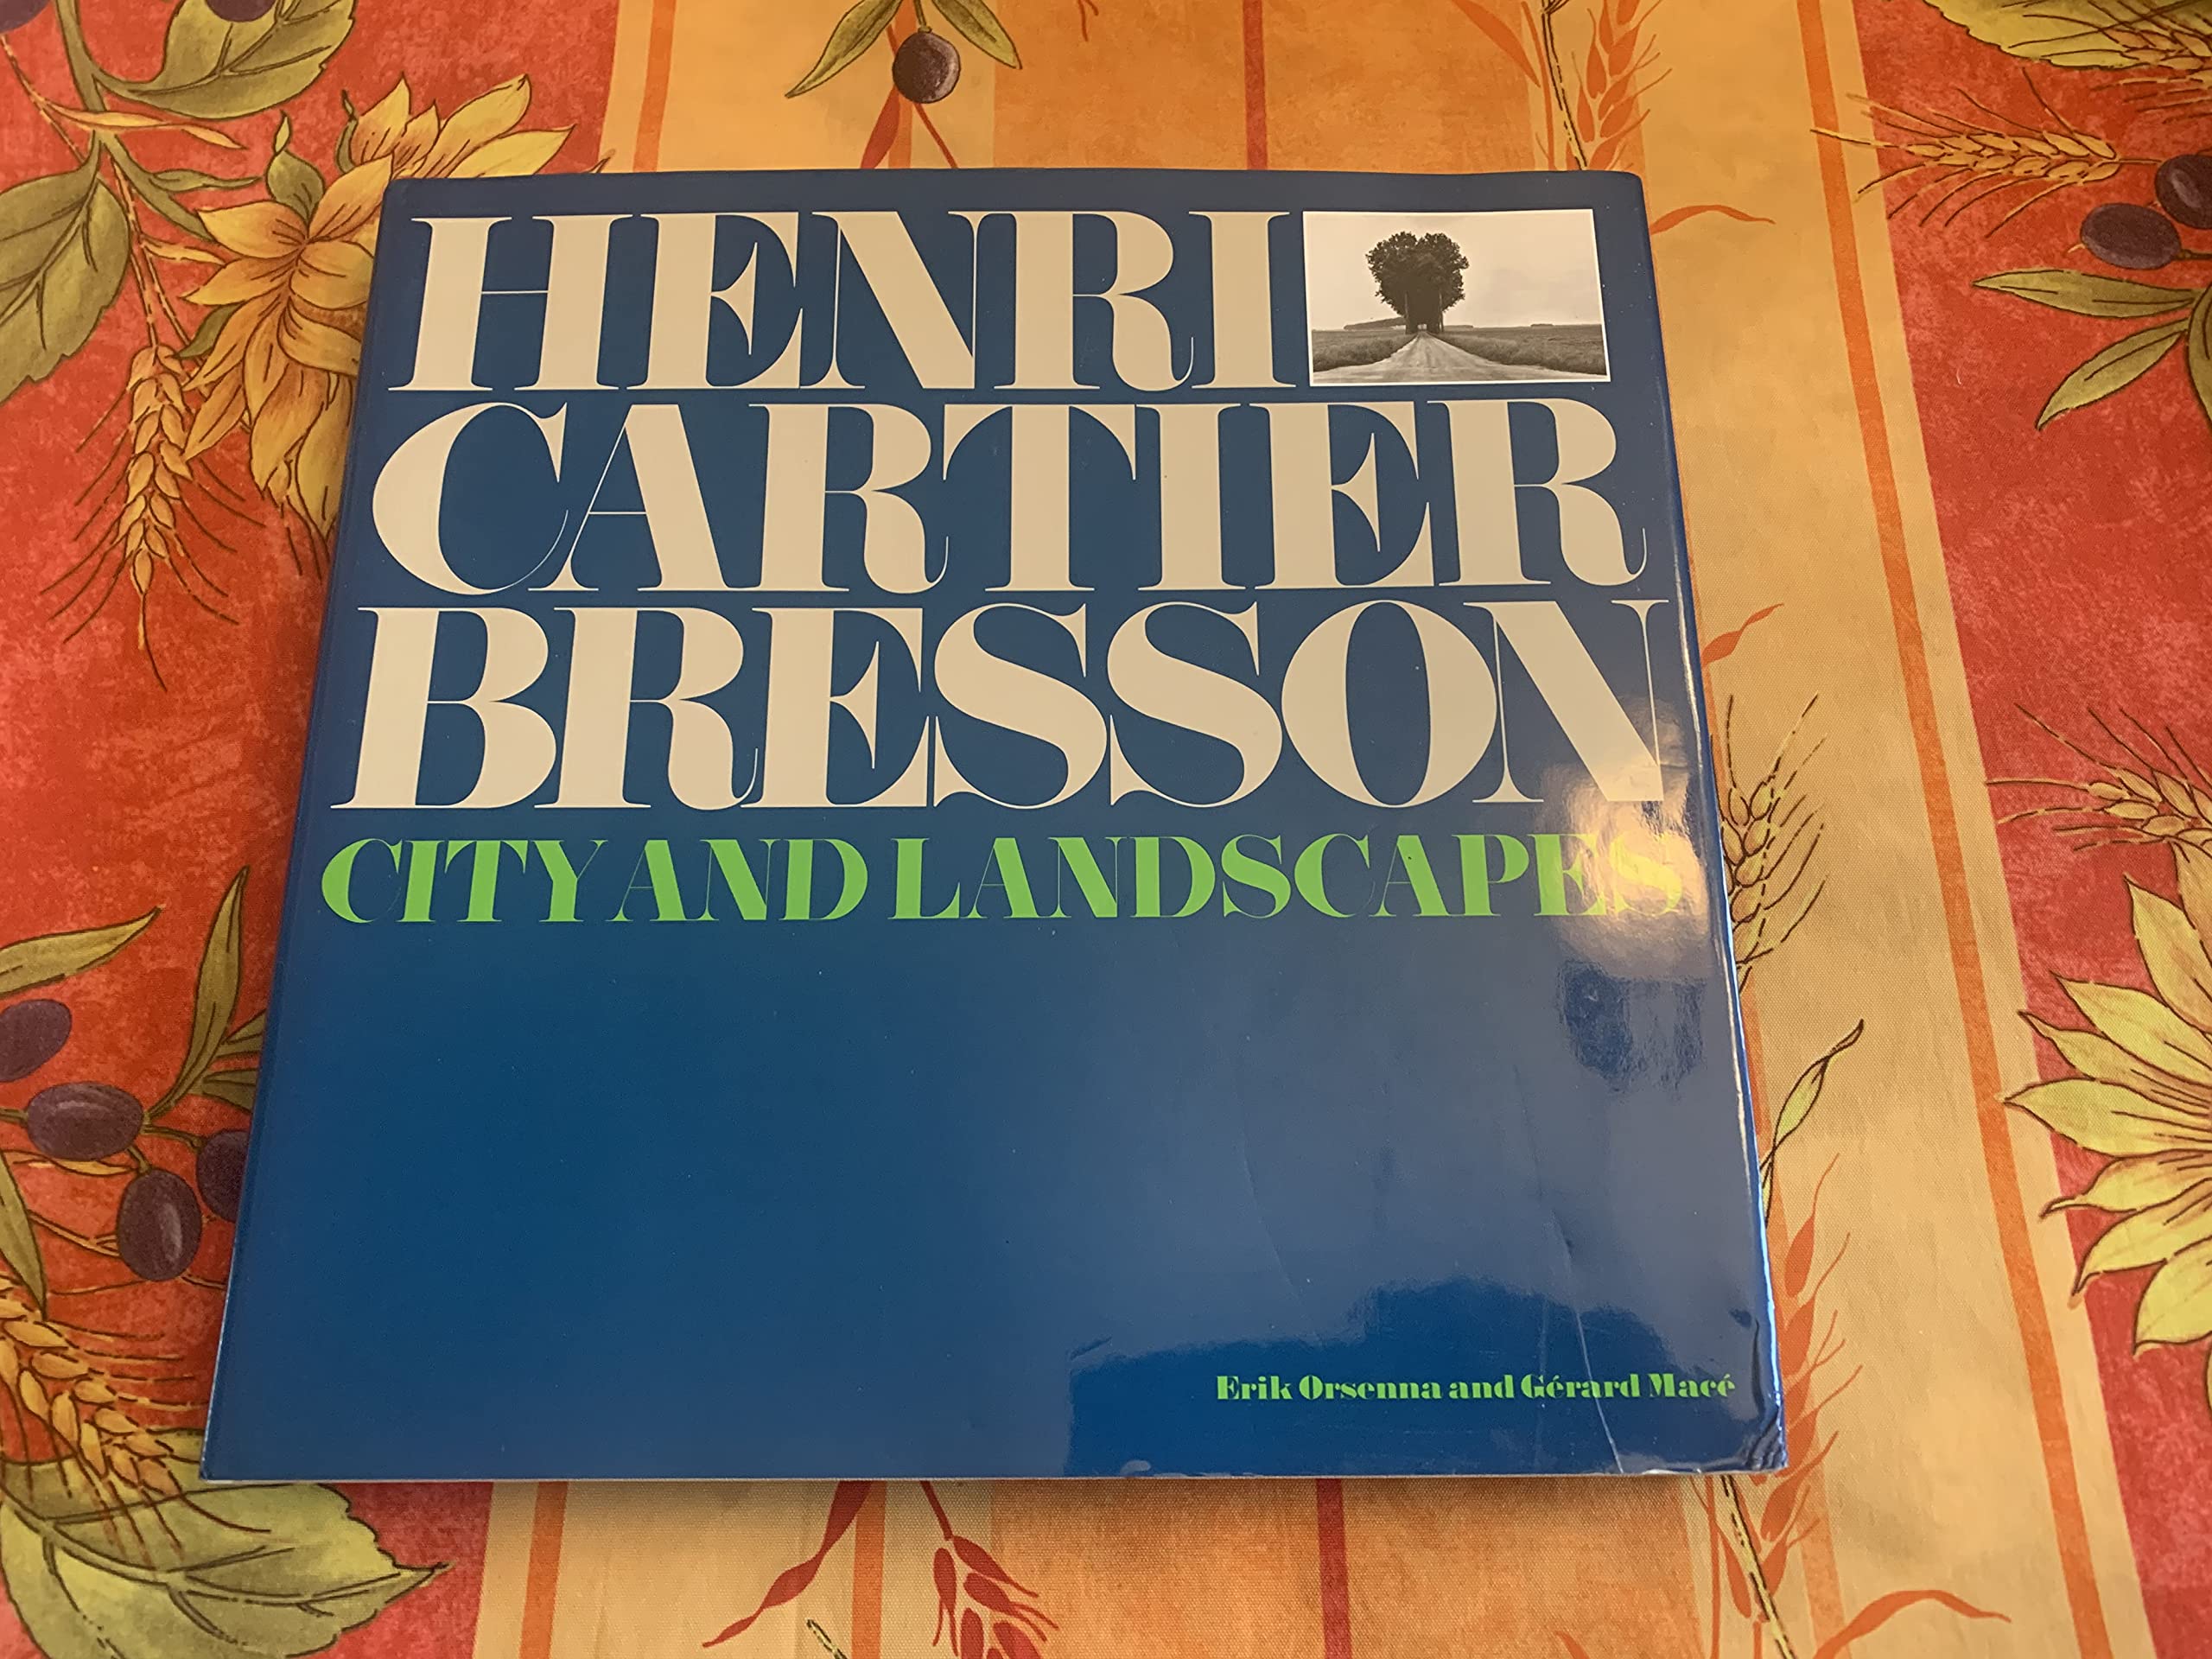 HENRI
CARTIER
BRESSON
CITY AND LANDSCAPES
Erik Orsenna and Gérard Macé